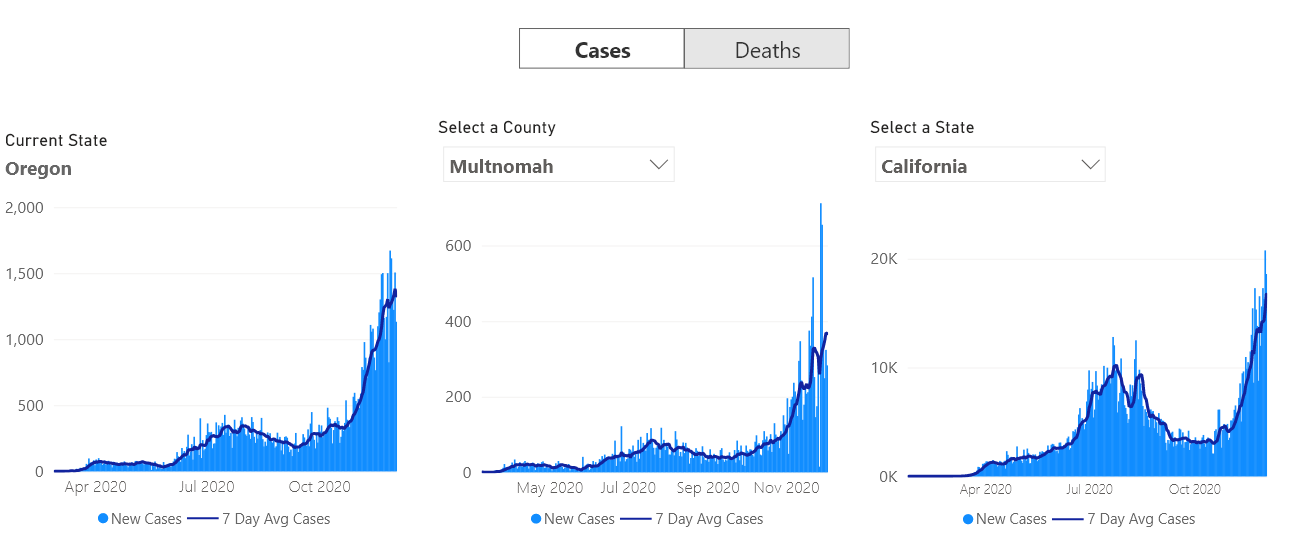 Cases Deaths
Current State
Oregon
2,000
1,500
1,000
500
0
Apr 2020 Jul 2020 Oct 2020
New Cases 7 Day Avg Cases
Select a County
Multnomah
600
400
200
0
May 2020 Jul 2020 Sep 2020 Nov 2020
New Cases 7 Day Avg Cases
Select a State
California
20K
10K
0K
Apr 2020 Jul 2020 Oct 2020
New Cases 7 Day Avg Cases